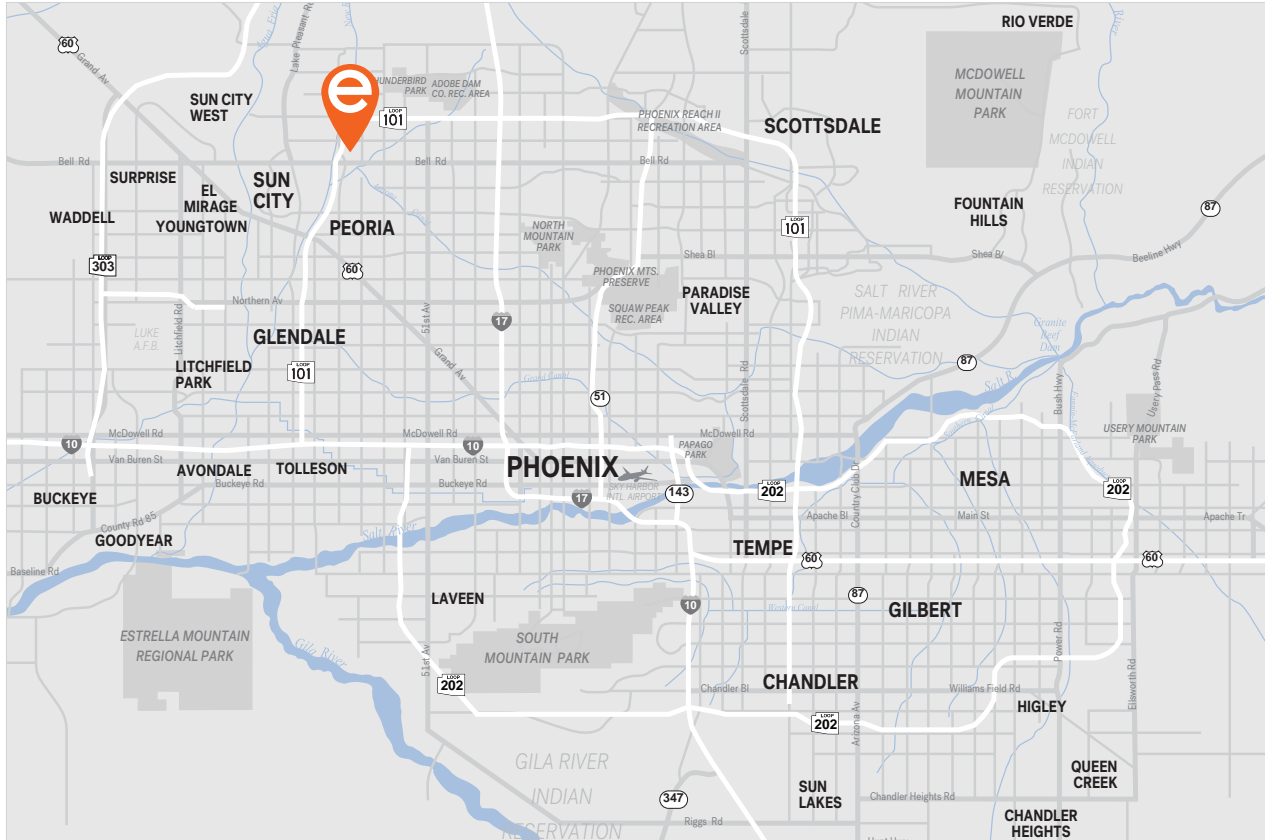 RIO VERDE
60
Grand Av
Lake Pleasant Rd
Scottsdale
River
SUN CITY
WEST
e
HUNDERBIRD
PARK
ADOBE DAM
CO. REC. AREA
LOOP
101
PHOENIX REACH II
RECREATION AREA
SCOTTSDALE
MCDOWELL
MOUNTAIN
PARK
FORT
MCDOWELL
INDIAN
RESERVATION
Bell Rd
Bell Rd
Bell Rd
SURPRISE
EL
MIRAGE
YOUNGTOWN
SUN
CITY
WADDELL
PEORIA
FOUNTAIN
HILLS
87
LOOP
101
LOOP
303
60
NORTH
MOUNTAIN
PARK
PHOENIX MTS.
PRESERVE
SQUAW PEAK
REC. AREA
Shea Bl
Shea Bl
Beeline Hwy
PARADISE
VALLEY
SALT RIVER
PIMA-MARICOPA
INDIAN
RESERVATION
Northern Av
Litchfield Rd
51st Av
17
LUKE
A.F.B.
GLENDALE
Granite
Reef
Dam
LITCHFIELD
PARK
LOOP
101
Grand Av
Grand Canal
51
Scottsdale Rd
87
Salt R.
Bush Hwy
Usery Pass Rd
USERY MOUNTAIN
PARK
McDowell Rd
McDowell Rd
McDowell Rd
10
10
PAPAGO
PARK
Van Buren St
Van Buren St
AVONDALE
TOLLESON
PHOENIX
SKY HARBOR
INTL. AIRPORT
Buckeye Rd
Buckeye Rd
BUCKEYE
17
143
LOOP
202
Country Club Dr
MESA
LOOP
202
County Rd 85
GOODYEAR
Salt River
Apache Bl
Main St
Apache Tr
TEMPE
60
60
Baseline Rd
LAVEEN
10
87
Western Canal
GILBERT
ESTRELLA MOUNTAIN
REGIONAL PARK
Gila River
51st Av
SOUTH
MOUNTAIN PARK
Power Rd
Ellsworth Rd
LOOP
202
CHANDLER
Chandler Bl
Williams Field Rd
HIGLEY
LOOP
202
Arizona Av
GILA RIVER
INDIAN
RESERVATION
QUEEN
CREEK
SUN
LAKES
347
Chandler Heights Rd
Riggs Rd
CHANDLER
HEIGHTS